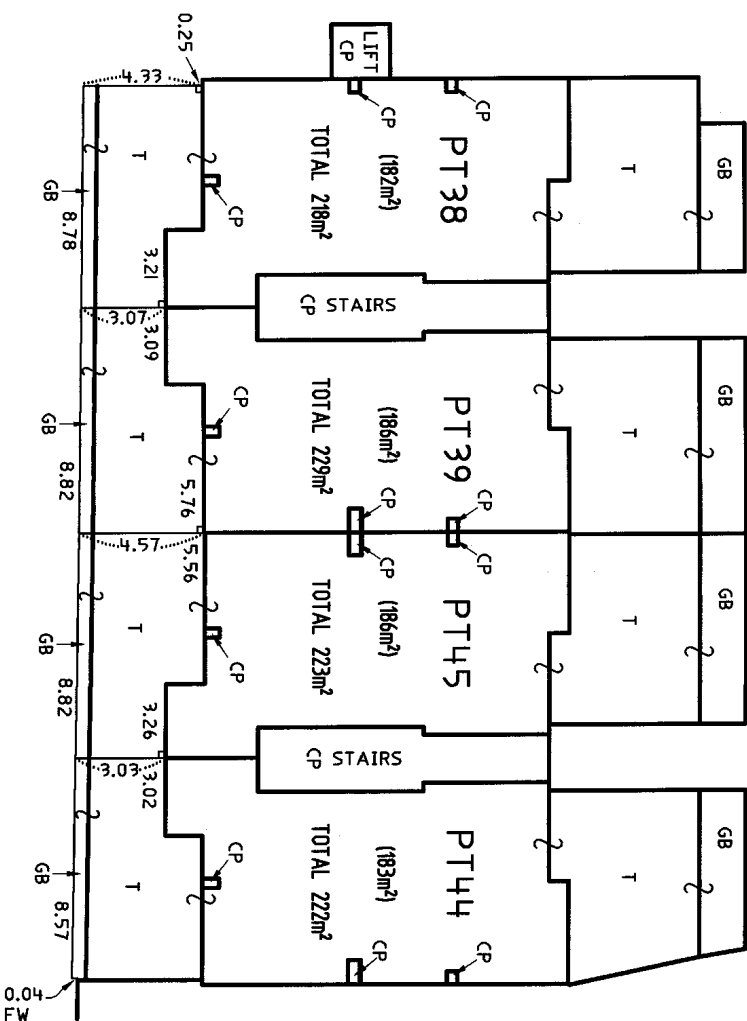 0.25
LIFT
CP
CP
CP
GB
4.33
T
CP
PT38
(182m²)
TOTAL 218m²
T
GB
8.78
3.21
3.07
3.09
CP STAIRS
GB
T
CP
PT39
(186m²)
TOTAL 229m²
T
GB
8.82
5.76
CP
CP
CP
CP
4.57
5.56
GB
T
CP
PT45
(186m²)
TOTAL 223m²
T
GB
8.82
3.26
3.03
3.02
CP STAIRS
GB
T
CP
PT44
(183m²)
TOTAL 222m²
T
GB
8.57
CP
CP
0.04
FW